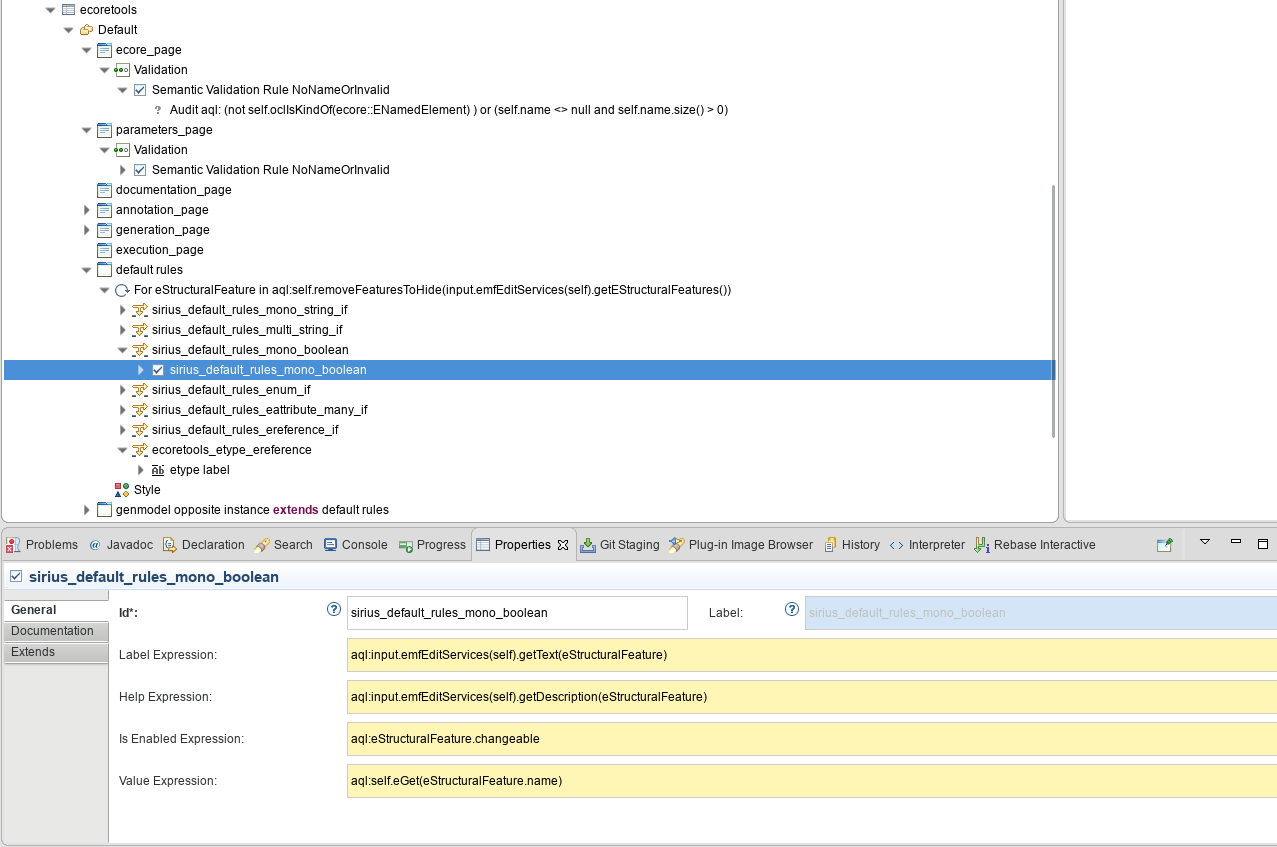 ecoretools
Default
ecore_page
Validation
Semantic Validation Rule NoNameOrInvalid
? Audit aql: (not self.oclIsKindOf(ecore::ENamedElement) ) or (self.name <> null and self.name.size() > 0)
parameters_page
Validation
Semantic Validation Rule NoNameOrInvalid
documentation_page
annotation_page
generation_page
execution_page
default rules
For eStructuralFeature in aql:self.removeFeaturesToHide(input.emfEditServices(self).getEStructuralFeatures())
sirius_default_rules_mono_string_if
sirius_default_rules_multi_string_if
sirius_default_rules_mono_boolean
sirius_default_rules_mono_boolean
sirius_default_rules_enum_if
sirius_default_rules_eattribute_many_if
sirius_default_rules_ereference_if
ecoretools_etype_ereference
Ab etype label
Style
genmodel opposite instance extends default rules
Problems @ Javadoc Declaration Search Console Progress Properties Git Staging Plug-in Image Browser History <> Interpreter Rebase Interactive
sirius_default_rules_mono_boolean
General
Documentation
Extends
Id*: ? sirius_default_rules_mono_boolean Label: ? sirius_default_rules_mono_boolean
Label Expression: aql:input.emfEditServices(self).getText(eStructuralFeature)
Help Expression: aql:input.emfEditServices(self).getDescription(eStructuralFeature)
Is Enabled Expression: aql:eStructuralFeature.changeable
Value Expression: aql:self.eGet(eStructuralFeature.name)